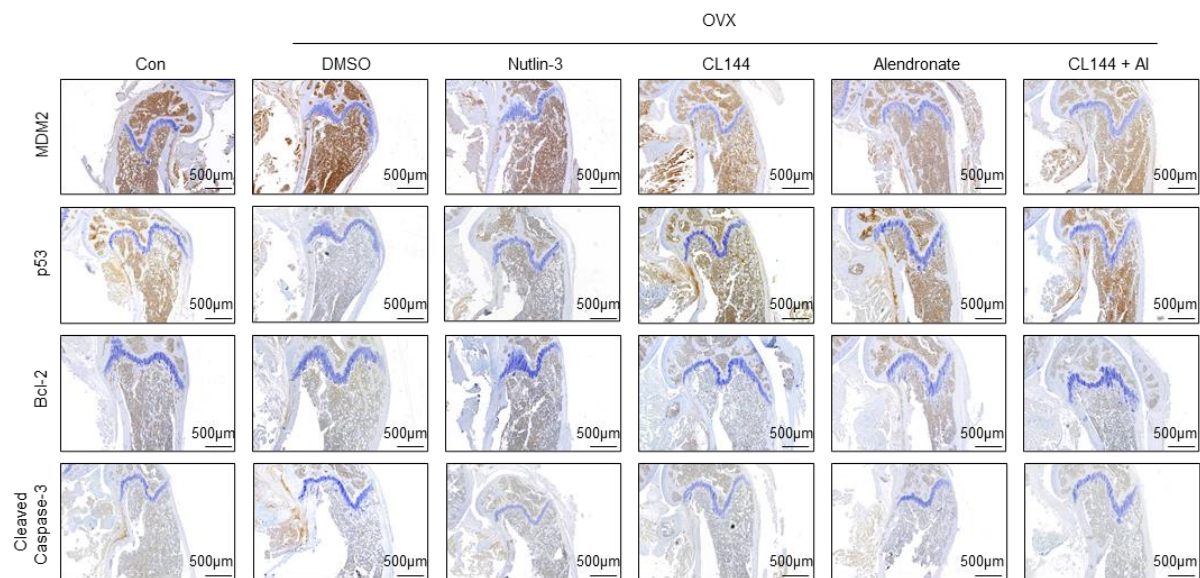 OVX
Con DMSO Nutlin-3 CL144 Alendronate CL144 + Al
MDM2
500µm 500µm 500µm 500µm 500µm 500µm
p53
500µm 500µm 500µm 500µm 500µm 500µm
Bcl-2
500µm 500µm 500µm 500µm 500µm 500µm
Cleaved
Caspase-3
500µm 500µm 500µm 500µm 500µm 500µm